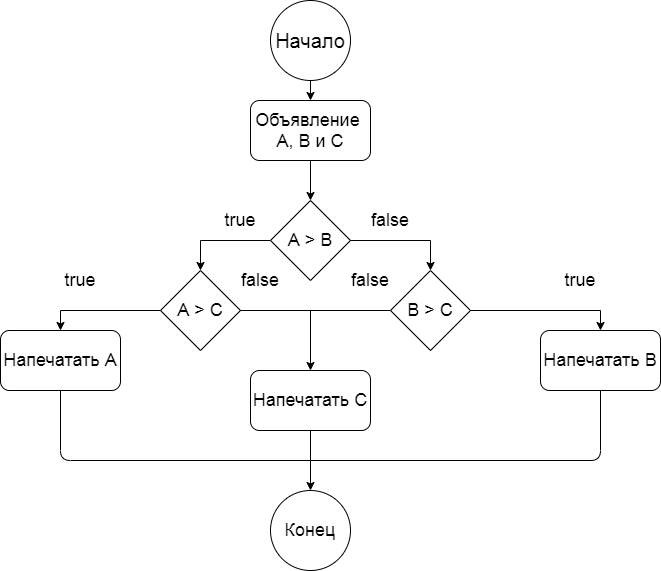 Начало
Объявление
A, B и C
true
false
A > B
true
false
false
true
A > C
B > C
Напечатать A
Напечатать B
Напечатать C
Конец